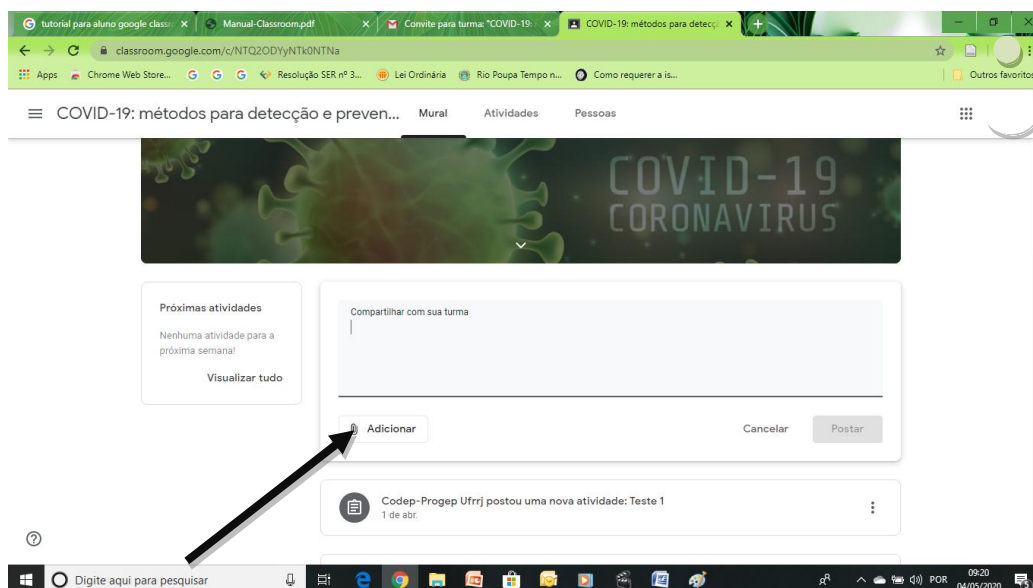 tutorial para aluno google classr
Manual-Classroom.pdf
Convite para turma: "COVID-19:
COVID-19: métodos para detecç
classroom.google.com/c/NTQ2ODYyNTk0NTNa
Apps
Chrome Web Store...
G
G
G
Resolução SER nº 3...
Lei Ordinária
Rio Poupa Tempo n...
Como requerer a is...
Outros favoritos
COVID-19: métodos para detecção e preven...
Mural
Atividades
Pessoas
COVID-19
CORONAVIRUS
Próximas atividades
Nenhuma atividade para a
próxima semana!
Visualizar tudo
Compartilhar com sua turma
Adicionar
Cancelar
Postar
Codep-Progep Ufrrj postou uma nova atividade: Teste 1
1 de abr.
Digite aqui para pesquisar
POR
09:20
04/05/2020